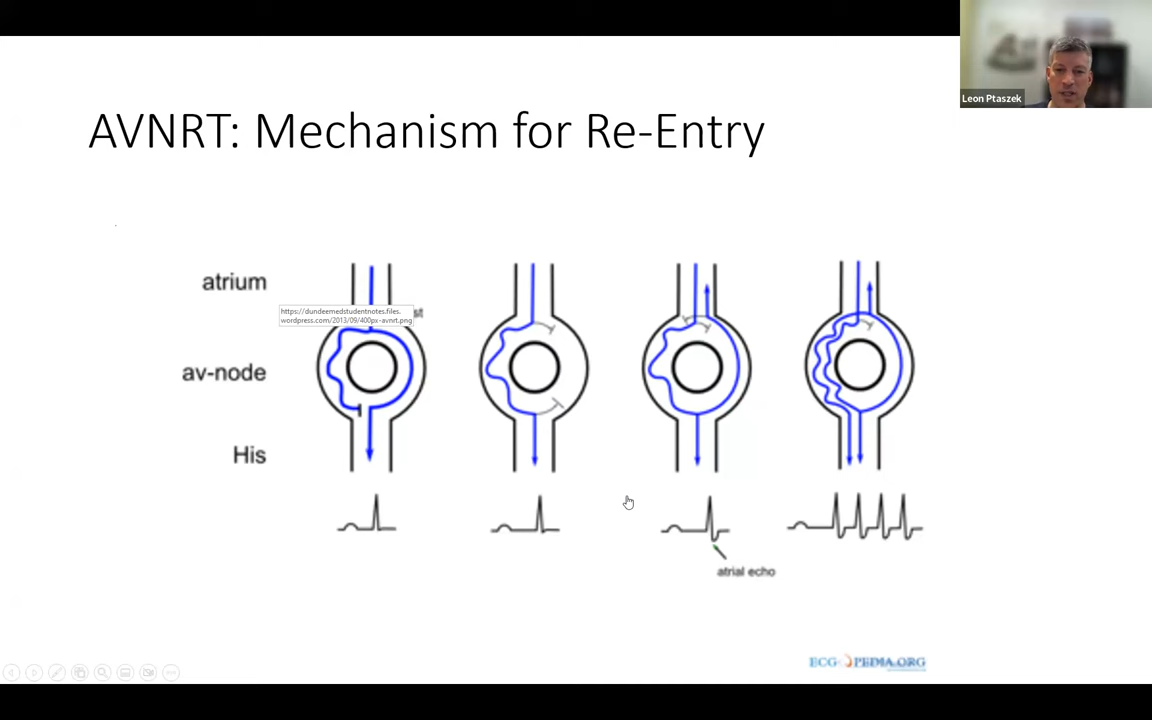 Leon Ptaszek
AVNRT: Mechanism for Re-Entry
atrium
https://dundeemedstudentnotes.files.
wordpress.com/2013/09/400px-avnrt.png
av-node
His
atrial echo
ECGPEDIA.ORG